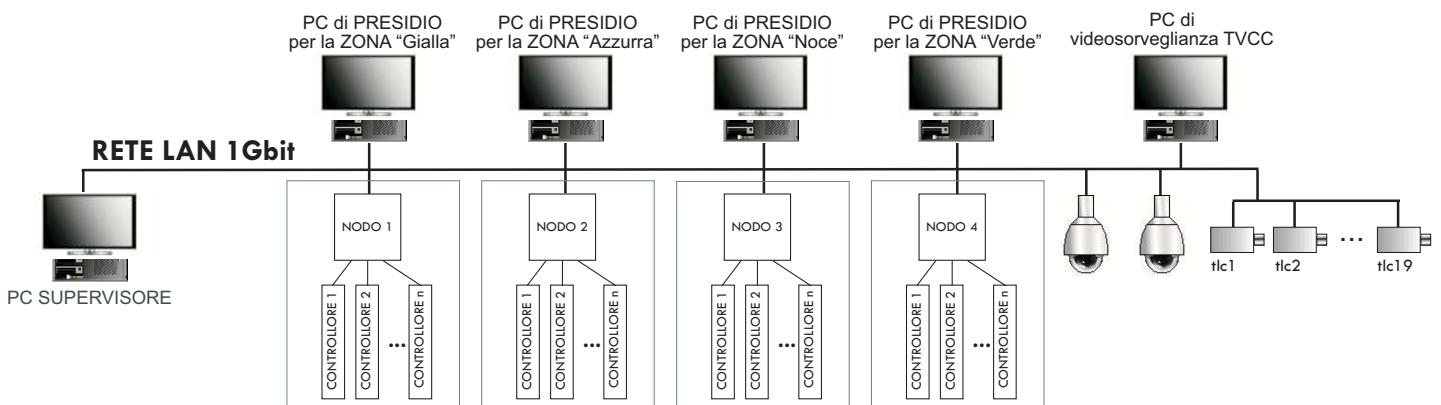 PC di PRESIDIO
per la ZONA “Gialla”
PC di PRESIDIO
per la ZONA “Azzurra”
PC di PRESIDIO
per la ZONA “Noce”
PC di PRESIDIO
per la ZONA “Verde”
PC di
videosorveglianza TVCC
RETE LAN 1Gbit
PC SUPERVISORE
NODO 1
NODO 2
NODO 3
NODO 4
tlc1
tlc2
...
tlc19
CONTROLLORE 1
CONTROLLORE 2
...
CONTROLLORE n
CONTROLLORE 1
CONTROLLORE 2
...
CONTROLLORE n
CONTROLLORE 1
CONTROLLORE 2
...
CONTROLLORE n
CONTROLLORE 1
CONTROLLORE 2
...
CONTROLLORE n